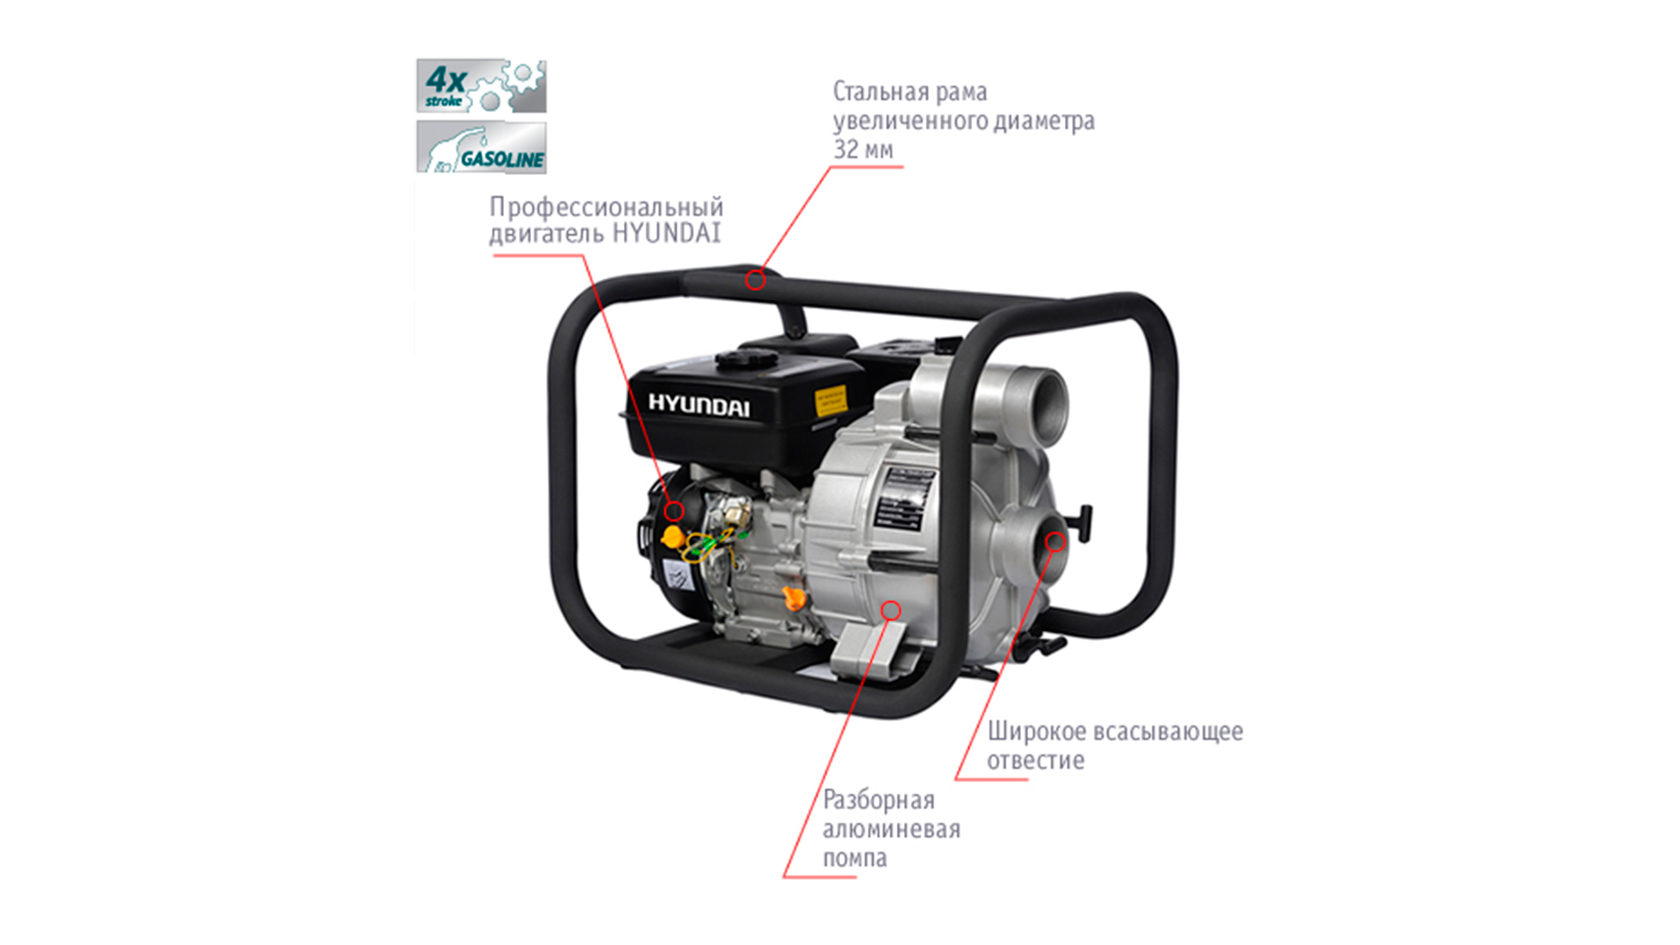 4x
stroke
GASOLINE
Стальная рама
увеличенного диаметра
32 мм
Профессиональный
двигатель HYUNDAI
HYUNDAI
Широкое всасывающее
отвестие
Разборная
алюминевая
помпа